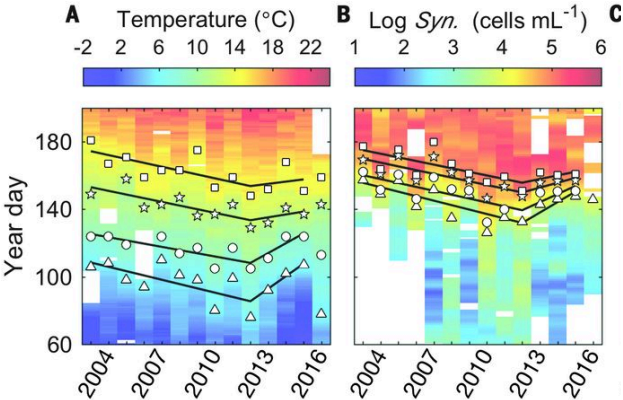 A Temperature (°C)
-2 2 6 10 14 18 22
B Log Syn. (cells mL⁻¹)
1 2 3 4 5 6
C
Year day
180
140
100
60
2004 2007 2010 2013 2016
2004 2007 2010 2013 2016